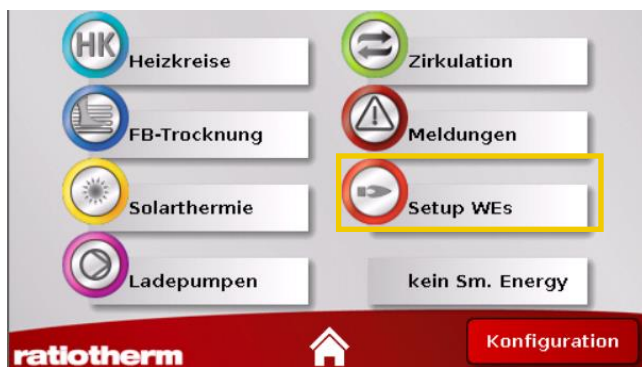 HK Heizkreise
Zirkulation
FB-Trocknung
Meldungen
Solarthermie
Setup WEs
Ladepumpen
kein Sm. Energy
ratiotherm
Konfiguration